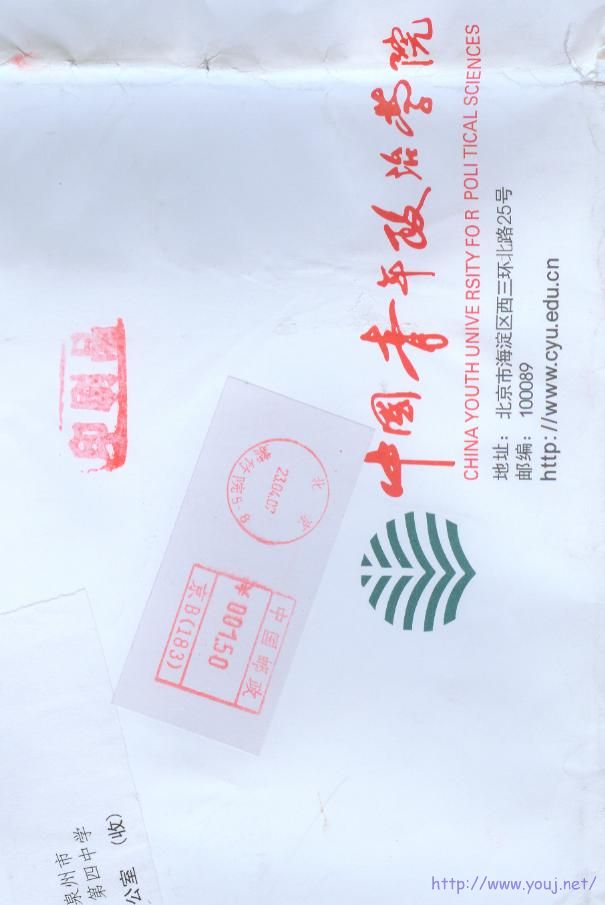 泉州市
第四中学
公室 (收)
印刷品
中国邮政
¥001.50
京B(183)
北京
23.04.07
中国青年政治学院
CHINA YOUTH UNIVERSITY FOR POLITICAL SCIENCES
地址: 北京市海淀区西三环北路25号
邮编: 100089
http://www.cyu.edu.cn
http://www.youj.net/